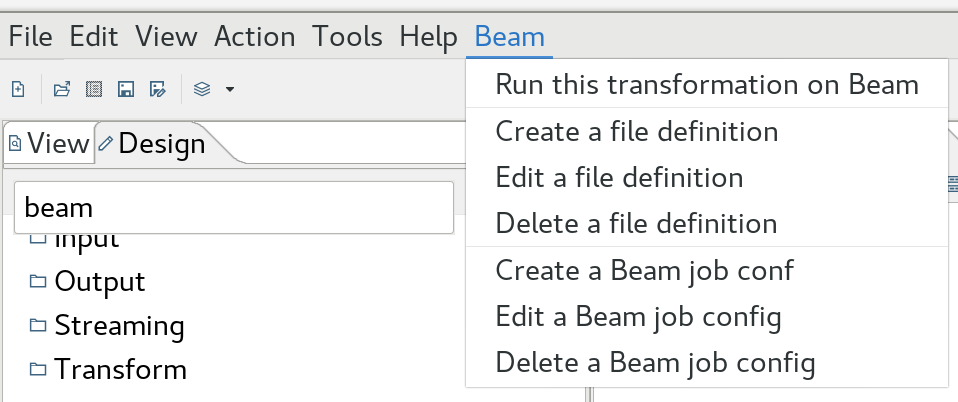 File Edit View Action Tools Help Beam
Run this transformation on Beam
Create a file definition
Edit a file definition
Delete a file definition
Create a Beam job conf
Edit a Beam job config
Delete a Beam job config
View Design
beam
Input
Output
Streaming
Transform